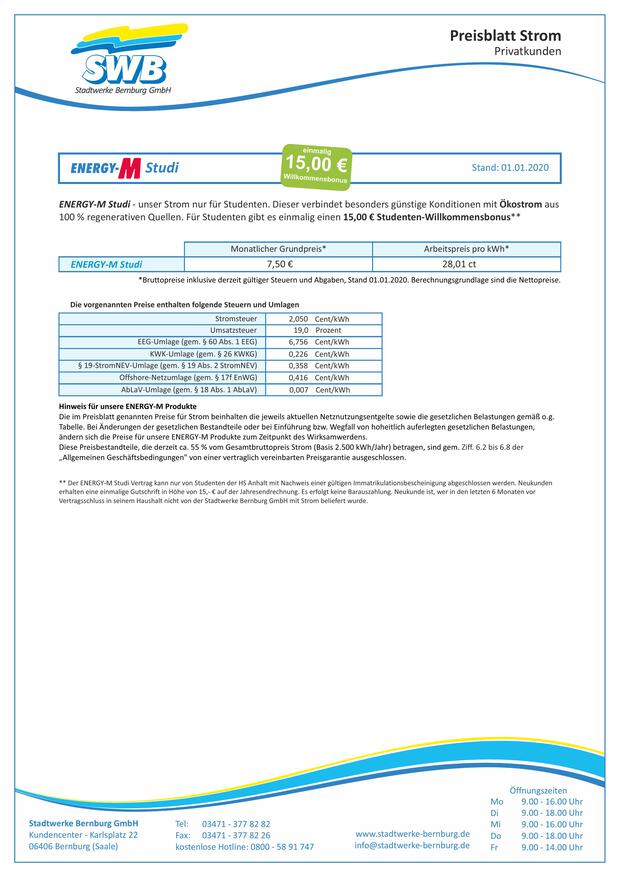 SWB
Stadtwerke Bernburg GmbH
Preisblatt Strom
Privatkunden
ENERGY-M Studi
einmalig
15,00 €
Willkommensbonus
Stand: 01.01.2020
ENERGY-M Studi - unser Strom nur für Studenten. Dieser verbindet besonders günstige Konditionen mit Ökostrom aus
100 % regenerativen Quellen. Für Studenten gibt es einmalig einen 15,00 € Studenten-Willkommensbonus**
Monatlicher Grundpreis* Arbeitspreis pro kWh*
ENERGY-M Studi 7,50 € 28,01 ct
*Bruttopreise inklusive derzeit gültiger Steuern und Abgaben, Stand 01.01.2020. Berechnungsgrundlage sind die Nettopreise.
Die vorgenannten Preise enthalten folgende Steuern und Umlagen
Stromsteuer 2,050 Cent/kWh
Umsatzsteuer 19,0 Prozent
EEG-Umlage (gem. § 60 Abs. 1 EEG) 6,756 Cent/kWh
KWK-Umlage (gem. § 26 KWKG) 0,226 Cent/kWh
§ 19-StromNEV-Umlage (gem. § 19 Abs. 2 StromNEV) 0,358 Cent/kWh
Offshore-Netzumlage (gem. § 17f EnWG) 0,416 Cent/kWh
AbLaV-Umlage (gem. § 18 Abs. 1 AbLaV) 0,007 Cent/kWh
Hinweis für unsere ENERGY-M Produkte
Die im Preisblatt genannten Preise für Strom beinhalten die jeweils aktuellen Netznutzungsentgelte sowie die gesetzlichen Belastungen gemäß o.g.
Tabelle. Bei Änderungen der gesetzlichen Bestandteile oder bei Einführung bzw. Wegfall von hoheitlich auferlegten gesetzlichen Belastungen,
ändern sich die Preise für unsere ENERGY-M Produkte zum Zeitpunkt des Wirksamwerdens.
Diese Preisbestandteile, die derzeit ca. 55 % vom Gesamtbruttopreis Strom (Basis 2.500 kWh/Jahr) betragen, sind gem. Ziff. 6.2 bis 6.8 der
„Allgemeinen Geschäftsbedingungen" von einer vertraglich vereinbarten Preisgarantie ausgeschlossen.
** Der ENERGY-M Studi Vertrag kann nur von Studenten der HS Anhalt mit Nachweis einer gültigen Immatrikulationsbescheinigung abgeschlossen werden. Neukunden
erhalten eine einmalige Gutschrift in Höhe von 15,- € auf der Jahresendrechnung. Es erfolgt keine Barauszahlung. Neukunde ist, wer in den letzten 6 Monaten vor
Vertragsschluss in seinem Haushalt nicht von der Stadtwerke Bernburg GmbH mit Strom beliefert wurde.
Stadtwerke Bernburg GmbH
Kundencenter - Karlsplatz 22
06406 Bernburg (Saale)
Tel: 03471 - 377 82 82
Fax: 03471 - 377 82 26
kostenlose Hotline: 0800 - 58 91 747
www.stadtwerke-bernburg.de
info@stadtwerke-bernburg.de
Öffnungszeiten
Mo 9.00 - 16.00 Uhr
Di 9.00 - 18.00 Uhr
Mi 9.00 - 16.00 Uhr
Do 9.00 - 18.00 Uhr
Fr 9.00 - 14.00 Uhr